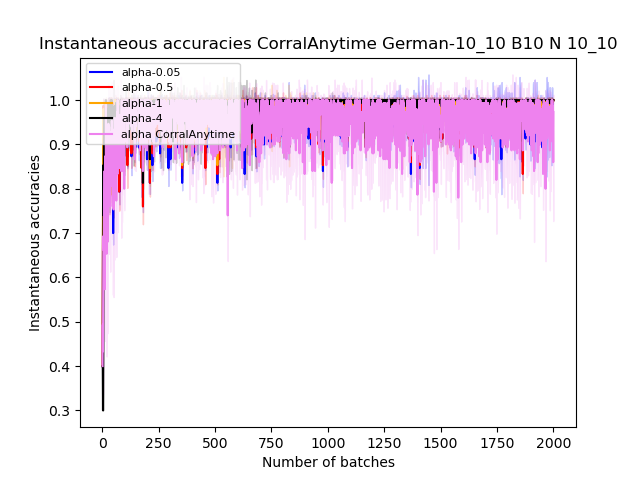 Instantaneous accuracies CorralAnytime German-10_10 B10 N 10_10
alpha-0.05
alpha-0.5
alpha-1
alpha-4
alpha CorralAnytime
1.0
0.9
0.8
0.7
0.6
0.5
0.4
0.3
Instantaneous accuracies
0 250 500 750 1000 1250 1500 1750 2000
Number of batches